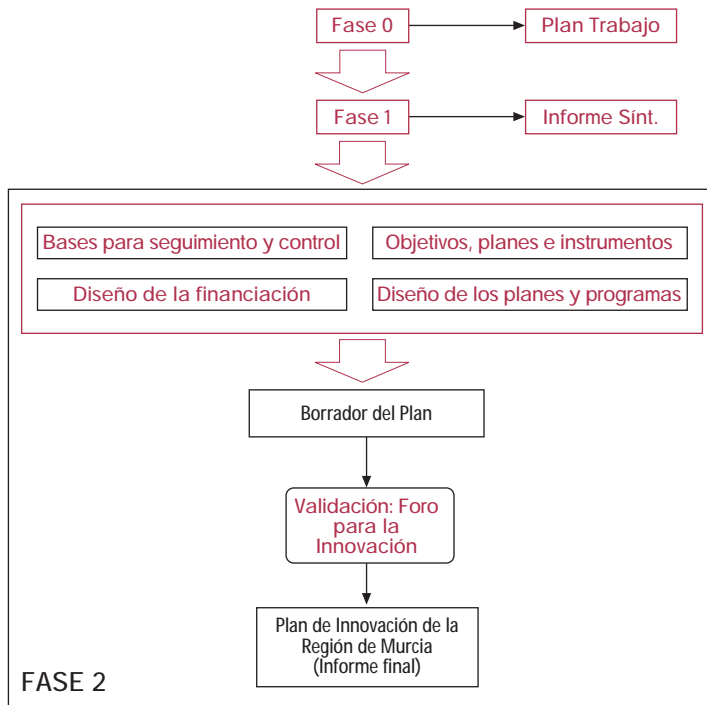 Fase 0
Plan Trabajo
Fase 1
Informe Sínt.
Bases para seguimiento y control
Objetivos, planes e instrumentos
Diseño de la financiación
Diseño de los planes y programas
Borrador del Plan
Validación: Foro
para la
Innovación
Plan de Innovación de la
Región de Murcia
(Informe final)
FASE 2